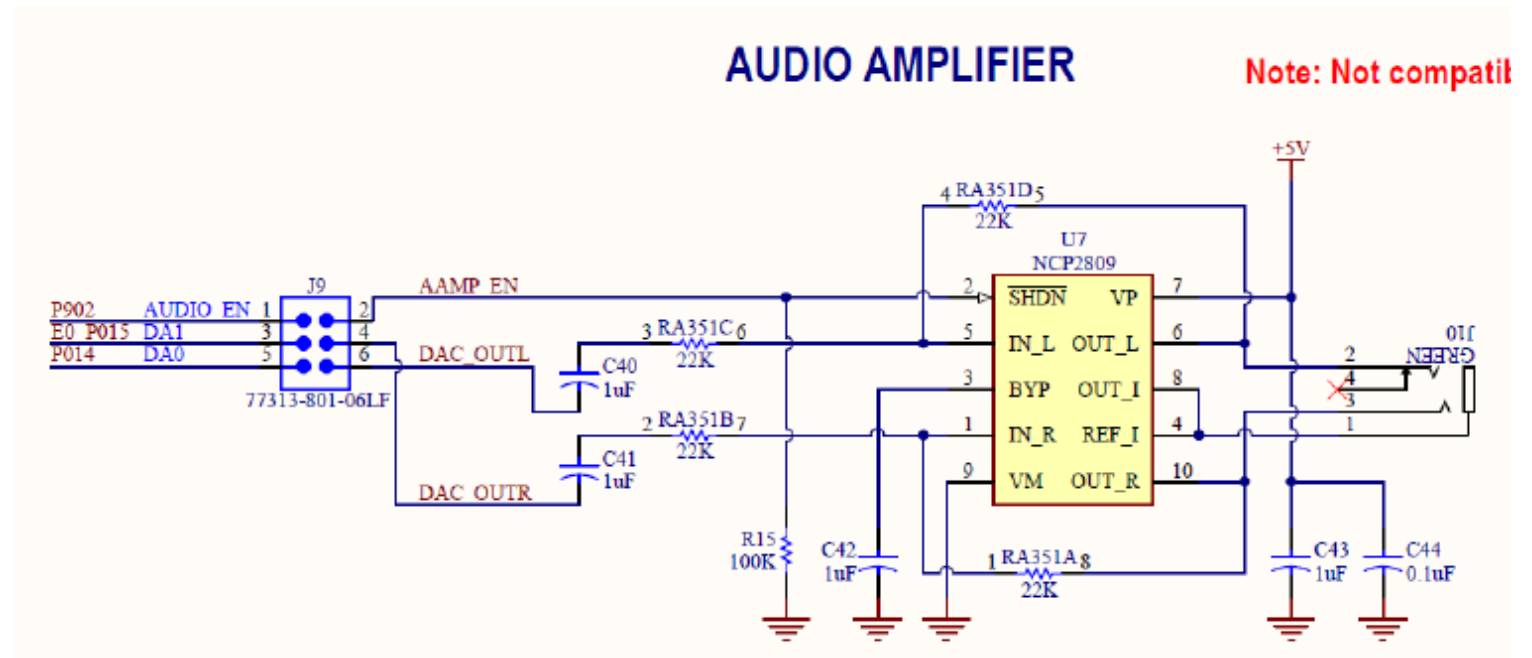 AUDIO AMPLIFIER
Note: Not compatib
+5V
4 RA351D 5
22K
U7
NCP2809
J9
P902 AUDIO_EN 1 2 AAMP_EN
E0_P015 DA1 3 4
P014 DA0 5 6 DAC_OUTL
77313-801-06LF
C40
1uF
3 RA351C 6
22K
2 RA351B 7
22K
C41
1uF
DAC_OUTR
2 SHDN VP 7
5 IN_L OUT_L 6
3 BYP OUT_I 8
1 IN_R REF_I 4
9 VM OUT_R 10
J10
GREEN
2
4
3
1
R15
100K
C42
1uF
1 RA351A 8
22K
C43
1uF
C44
0.1uF